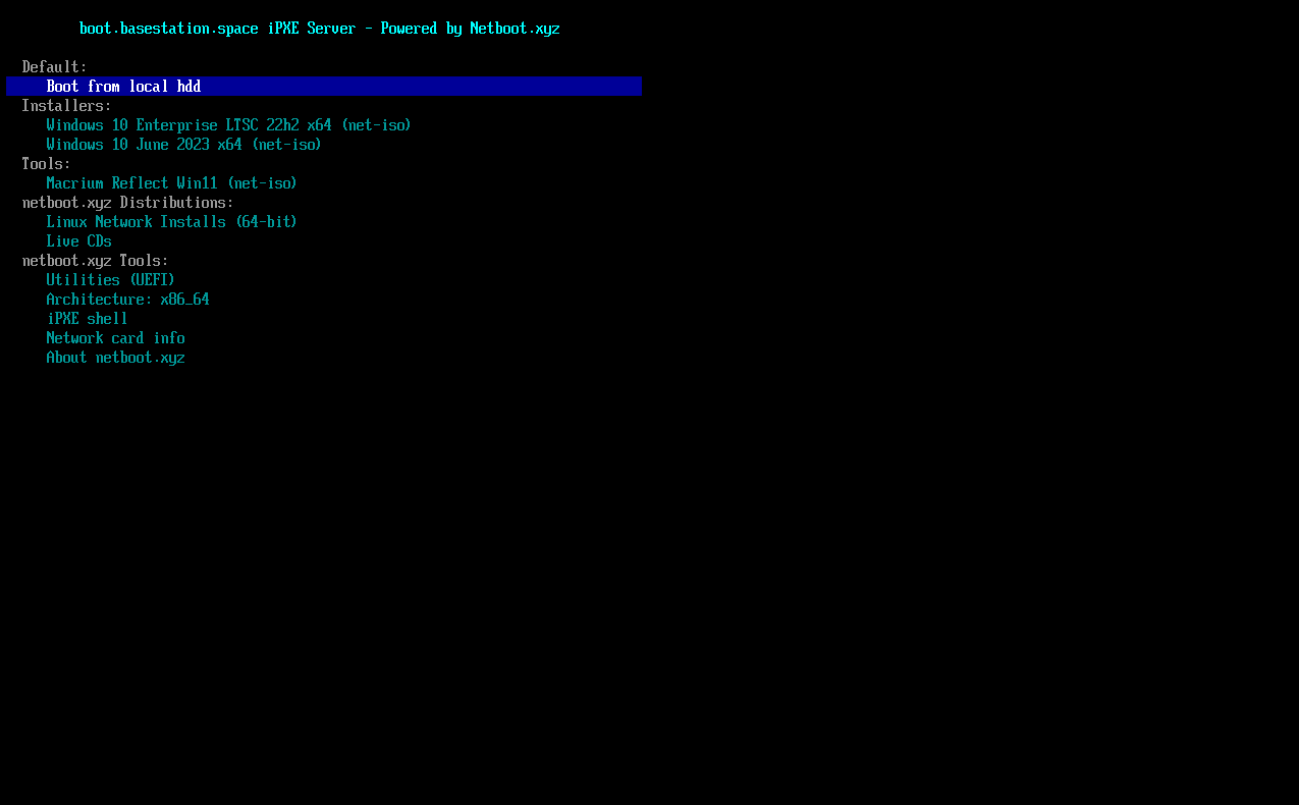 boot.basestation.space iPXE Server - Powered by Netboot.xyz
Default:
Boot from local hdd
Installers:
Windows 10 Enterprise LTSC 22h2 x64 (net-iso)
Windows 10 June 2023 x64 (net-iso)
Tools:
Macrium Reflect Win11 (net-iso)
netboot.xyz Distributions:
Linux Network Installs (64-bit)
Live CDs
netboot.xyz Tools:
Utilities (UEFI)
Architecture: x86_64
iPXE shell
Network card info
About netboot.xyz